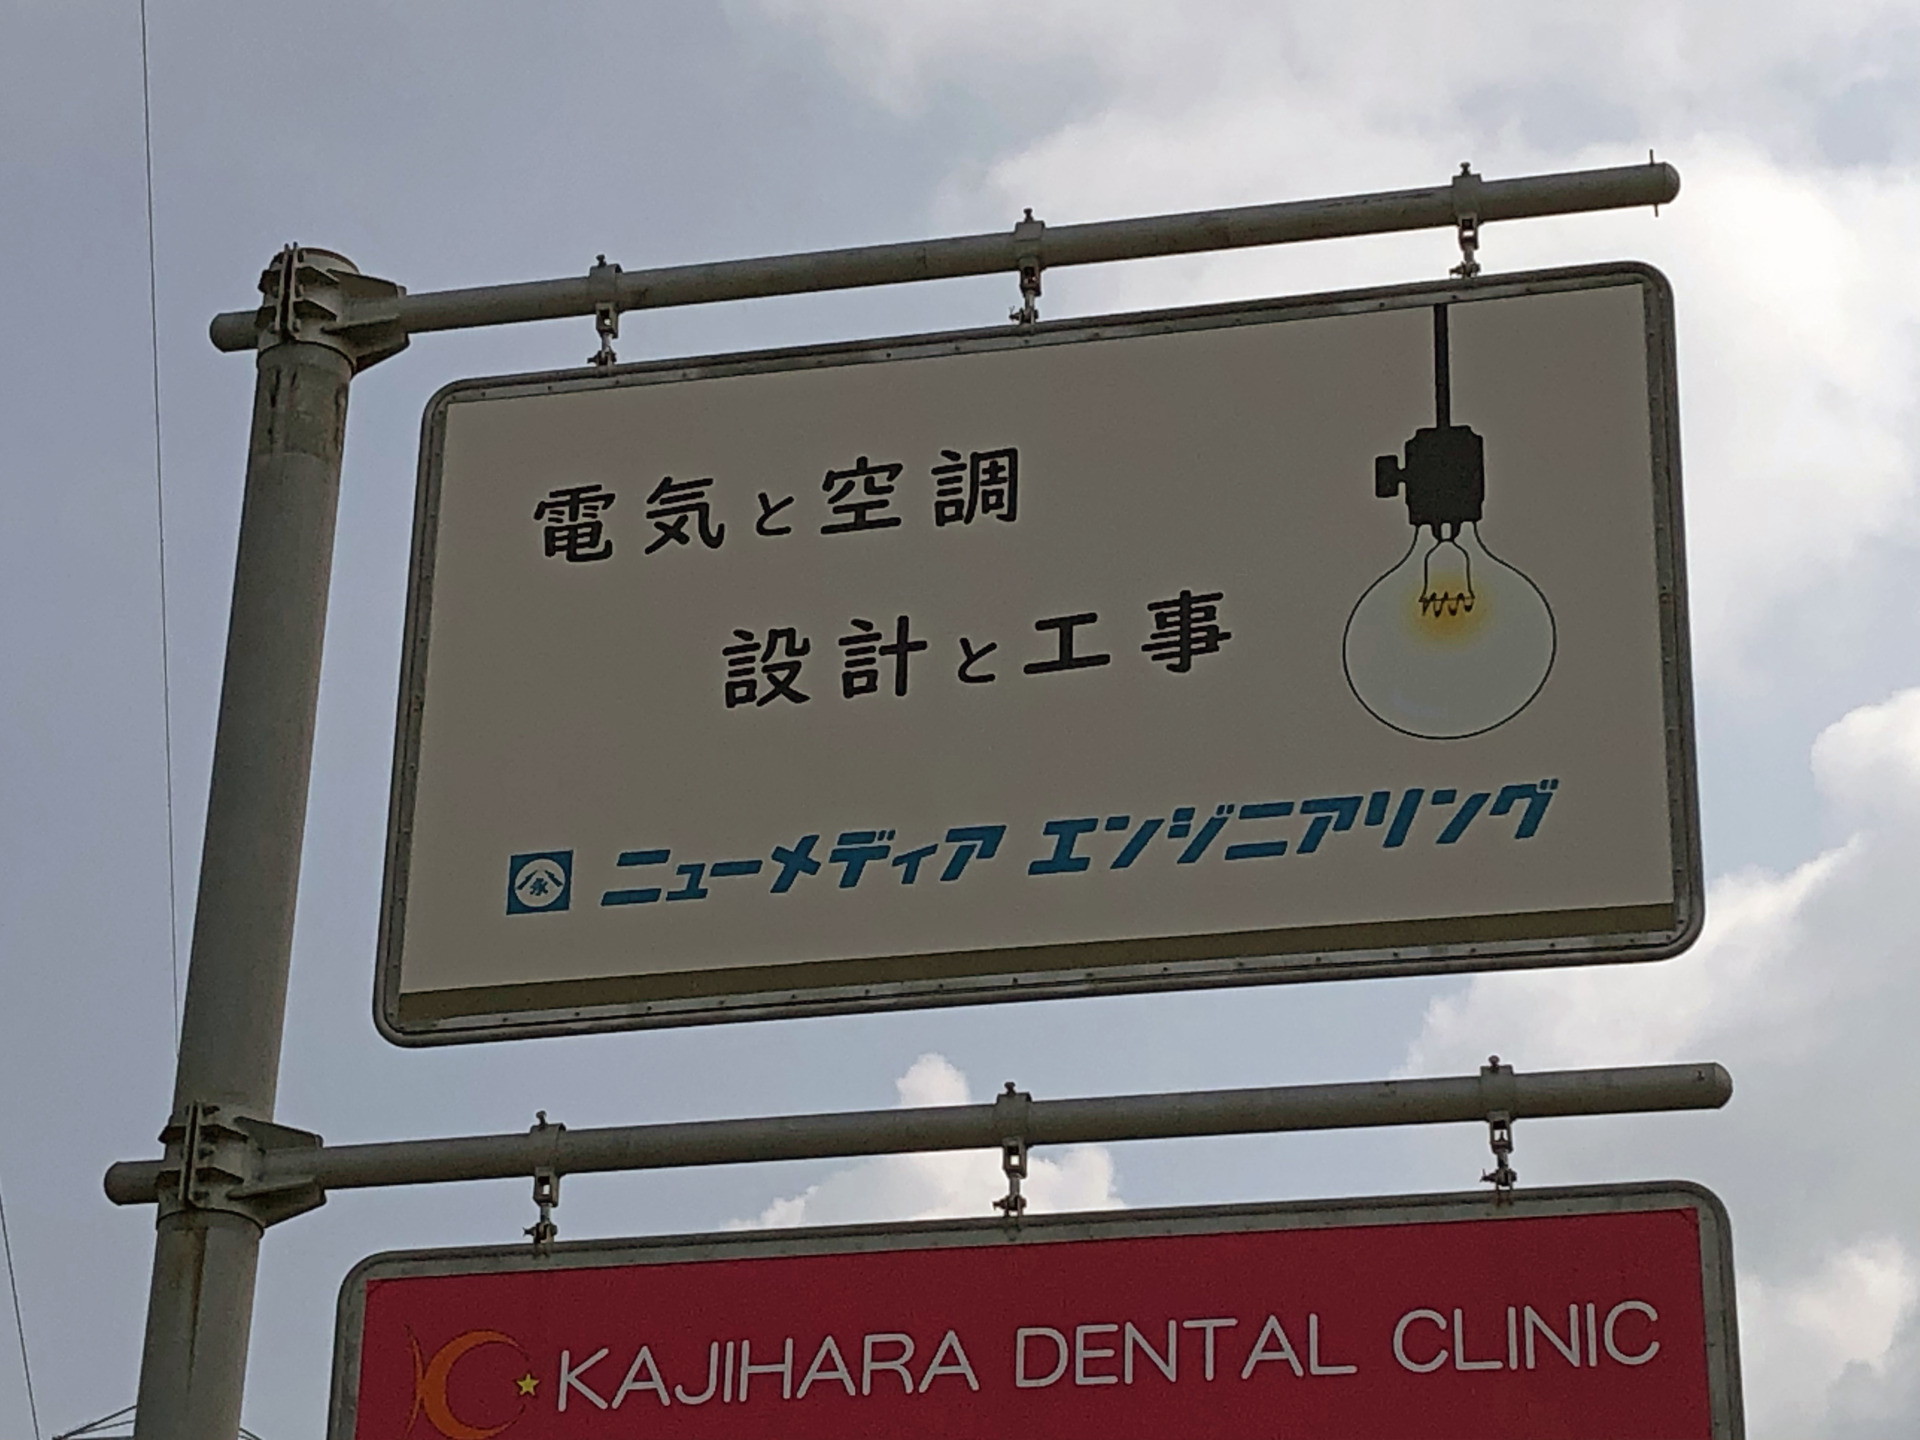 電気と空調
設計と工事
永
ニューメディア エンジニアリング
KAJIHARA DENTAL CLINIC